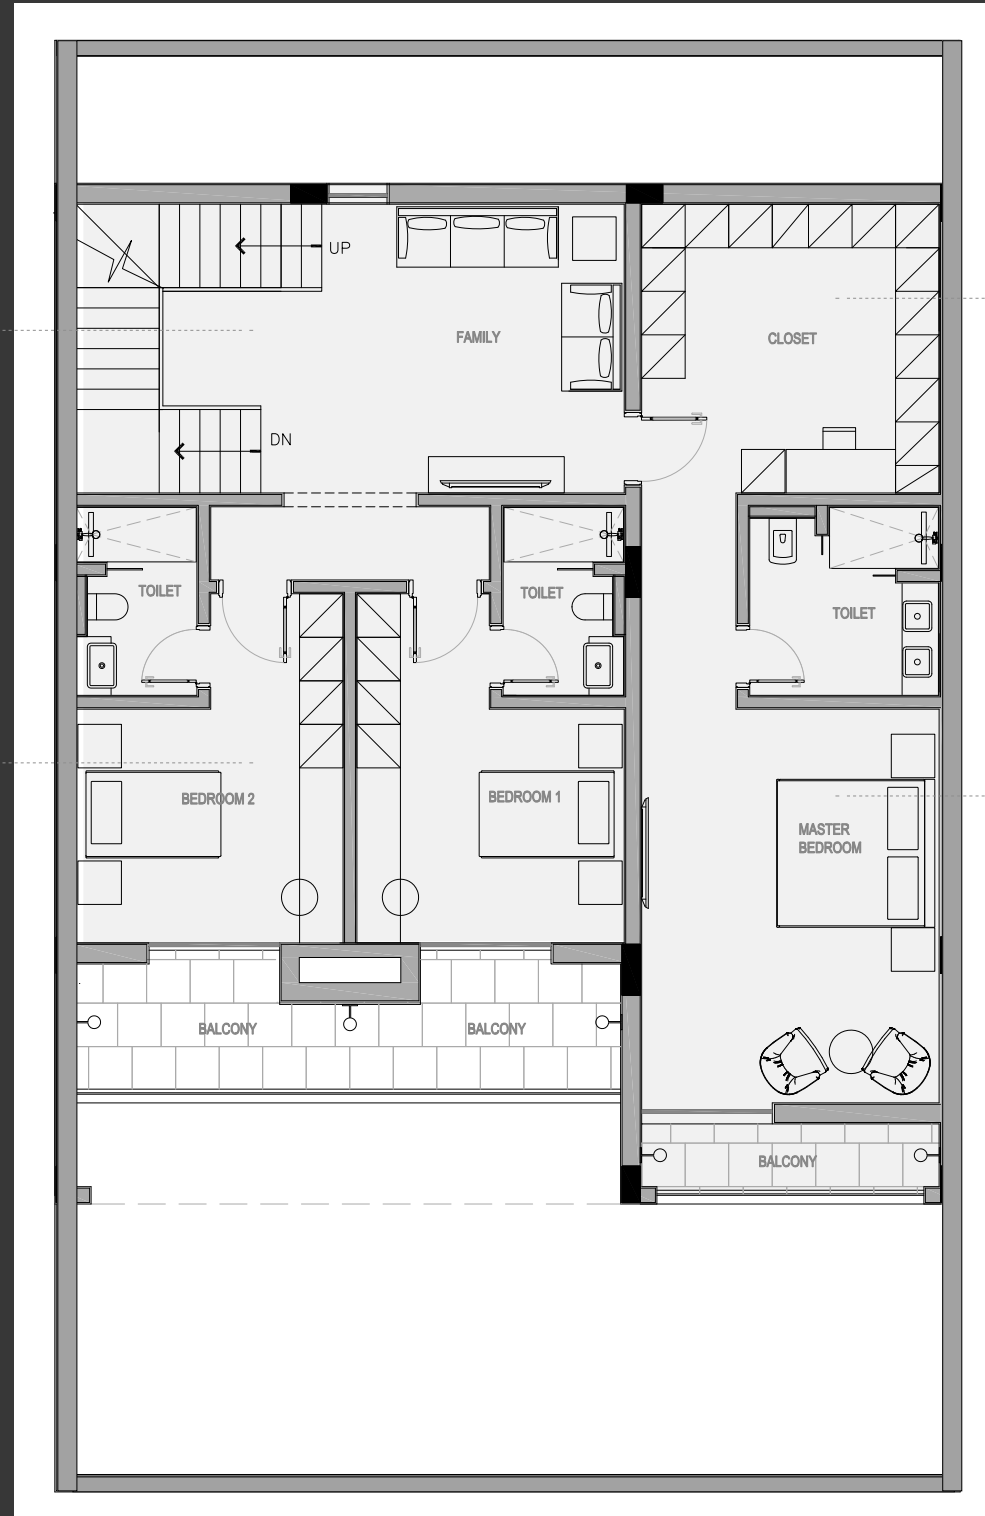 UP
FAMILY
CLOSET
DN
TOILET
TOILET
TOILET
BEDROOM 2
BEDROOM 1
MASTER
BEDROOM
BALCONY
BALCONY
BALCONY